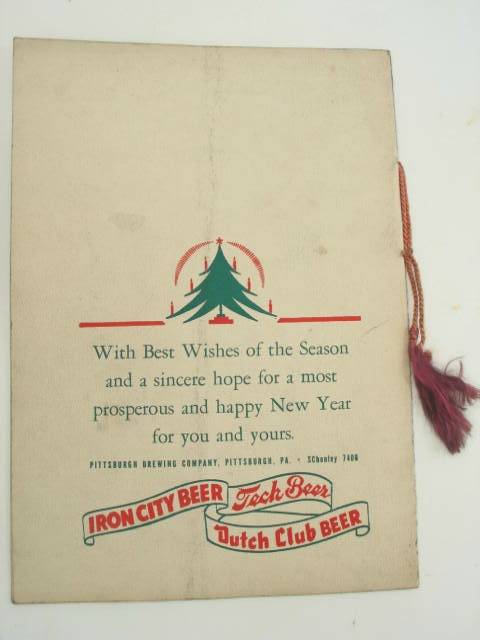 With Best Wishes of the Season
and a sincere hope for a most
prosperous and happy New Year
for you and yours.
PITTSBURGH BREWING COMPANY, PITTSBURGH, PA. • SChenley 7400
IRON CITY BEER Tech Beer
Dutch Club BEER